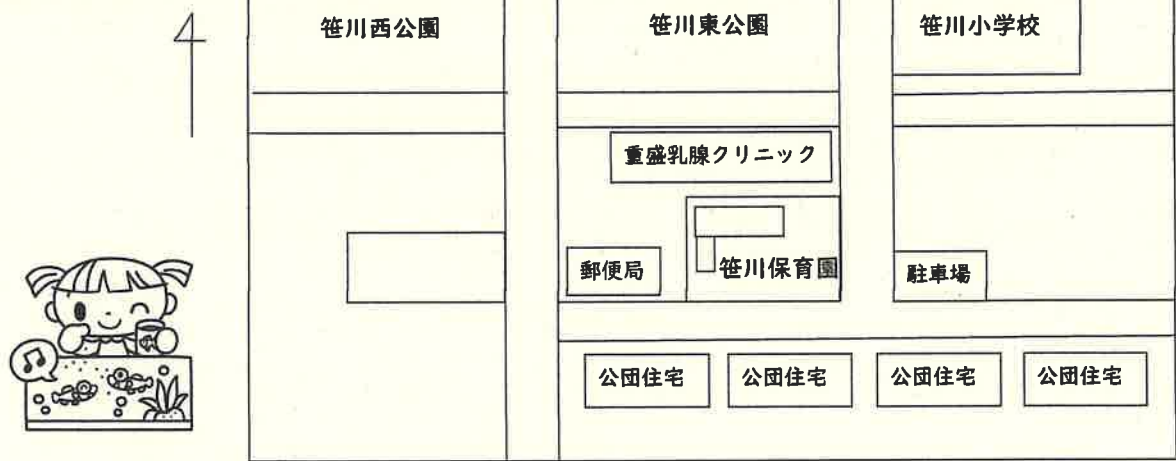 笹川西公園
笹川東公園
笹川小学校
重盛乳腺クリニック
郵便局
笹川保育園
駐車場
公団住宅
公団住宅
公団住宅
公団住宅